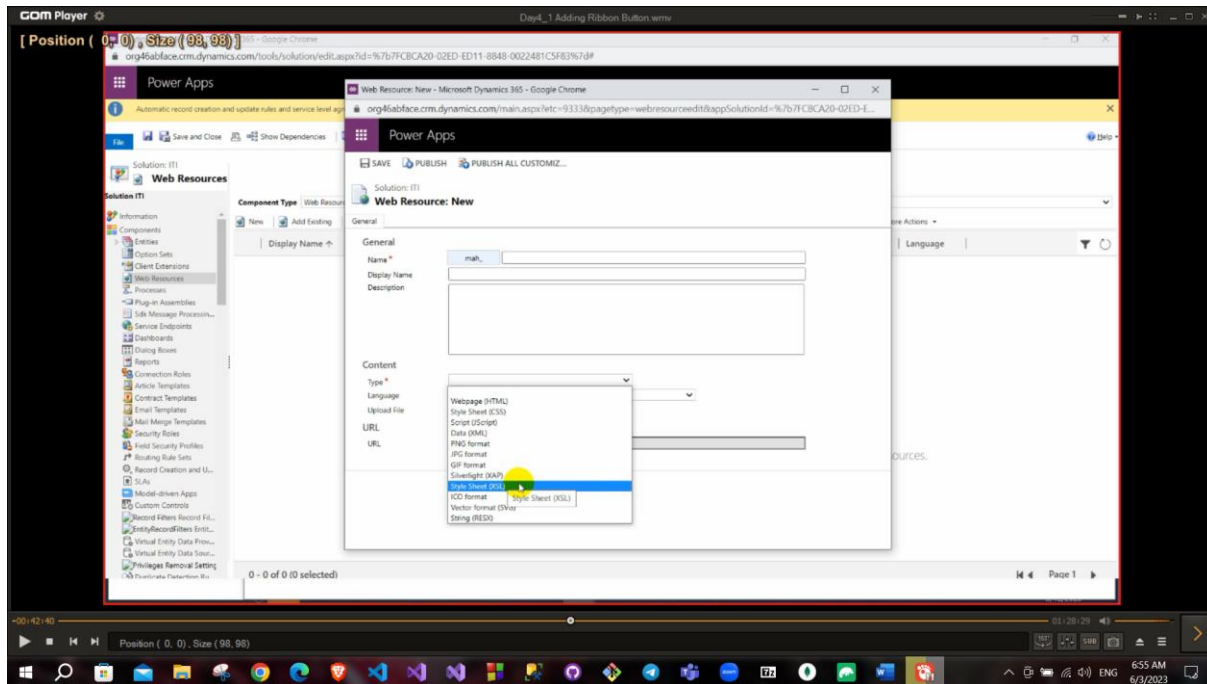 GOM Player
Day4_1 Adding Ribbon Button.wmv
[ Position ( 0, 0) , Size ( 98, 98) ]
365 - Google Chrome
org46abface.crm.dynamics.com/tools/solution/edit.aspx?id=%7b7FCBCA20-02ED-ED11-8848-0022481C5F83%7d#
Power Apps
Automatic record creation and update rules and service level agr
File
Save and Close
Show Dependencies
Help
Solution: ITI
Web Resources
Solution ITI
Information
Components
Entities
Option Sets
Client Extensions
Web Resources
Processes
Plug-in Assemblies
Sdk Message Processin...
Service Endpoints
Dashboards
Dialog Boxes
Reports
Connection Roles
Article Templates
Contract Templates
Email Templates
Mail Merge Templates
Security Roles
Field Security Profiles
Routing Rule Sets
Record Creation and U...
SLAs
Model-driven Apps
Custom Controls
Record Filters Record Fil...
EntityRecordFilters Entit...
Virtual Entity Data Prov...
Virtual Entity Data Sour...
Privileges Removal Setting
Duplicate Detection Ru
Component Type Web Resour
New Add Existing
ore Actions
Display Name
Language
ources.
0 - 0 of 0 (0 selected)
Page 1
Web Resource: New - Microsoft Dynamics 365 - Google Chrome
org46abface.crm.dynamics.com/main.aspx?etc=9333&pagetype=webresourceedit&appSolutionId=%7b7FCBCA20-02ED-E...
Power Apps
SAVE PUBLISH PUBLISH ALL CUSTOMIZ...
Solution: ITI
Web Resource: New
General
General
Name *
mah_
Display Name
Description
Content
Type *
Language
Upload File
URL
URL
Webpage (HTML)
Style Sheet (CSS)
Script (JScript)
Data (XML)
PNG format
JPG format
GIF format
Silverlight (XAP)
Style Sheet (XSL)
ICO format
Style Sheet (XSL)
Vector format (SVG)
String (RESX)
-00:42:40
01:28:29
Position ( 0, 0) , Size ( 98, 98)
360°
SUB
ENG
6:55 AM
6/3/2023